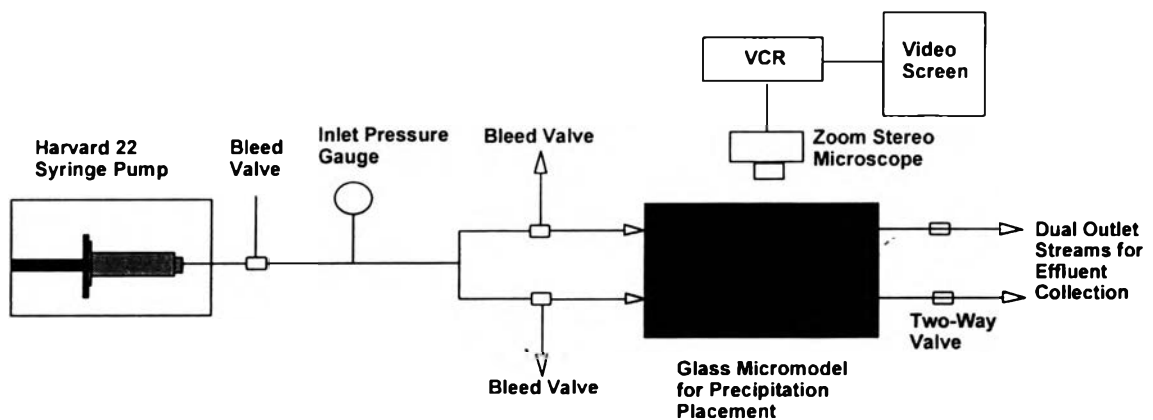 Harvard 22
Syringe Pump
Bleed
Valve
Inlet Pressure
Gauge
Bleed Valve
VCR
Video
Screen
Zoom Stereo
Microscope
Dual Outlet
Streams for
Effluent
Collection
Two-Way
Valve
Bleed Valve
Glass Micromodel
for Precipitation
Placement